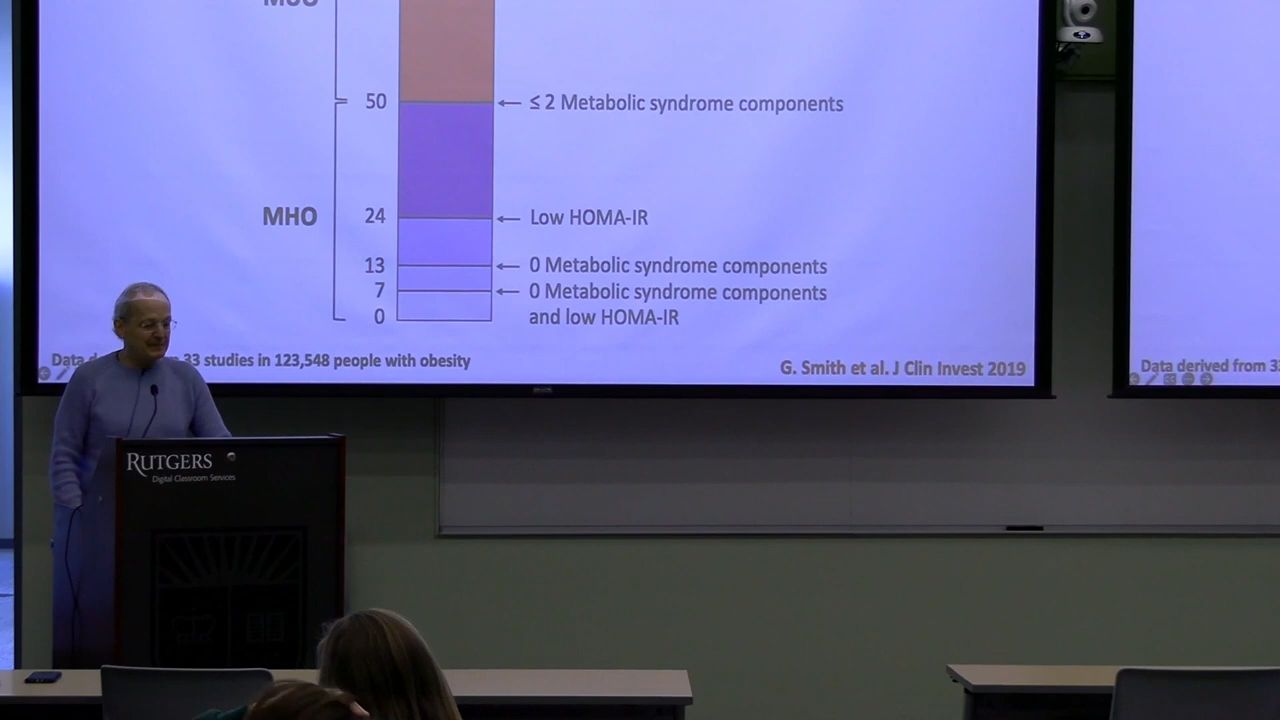 50
≤ 2 Metabolic syndrome components
MHO
24
Low HOMA-IR
13
0 Metabolic syndrome components
7
0 Metabolic syndrome components
and low HOMA-IR
0
Data 33 studies in 123,548 people with obesity
G. Smith et al. J Clin Invest 2019
Data derived from
RUTGERS
Digital Classroom Services